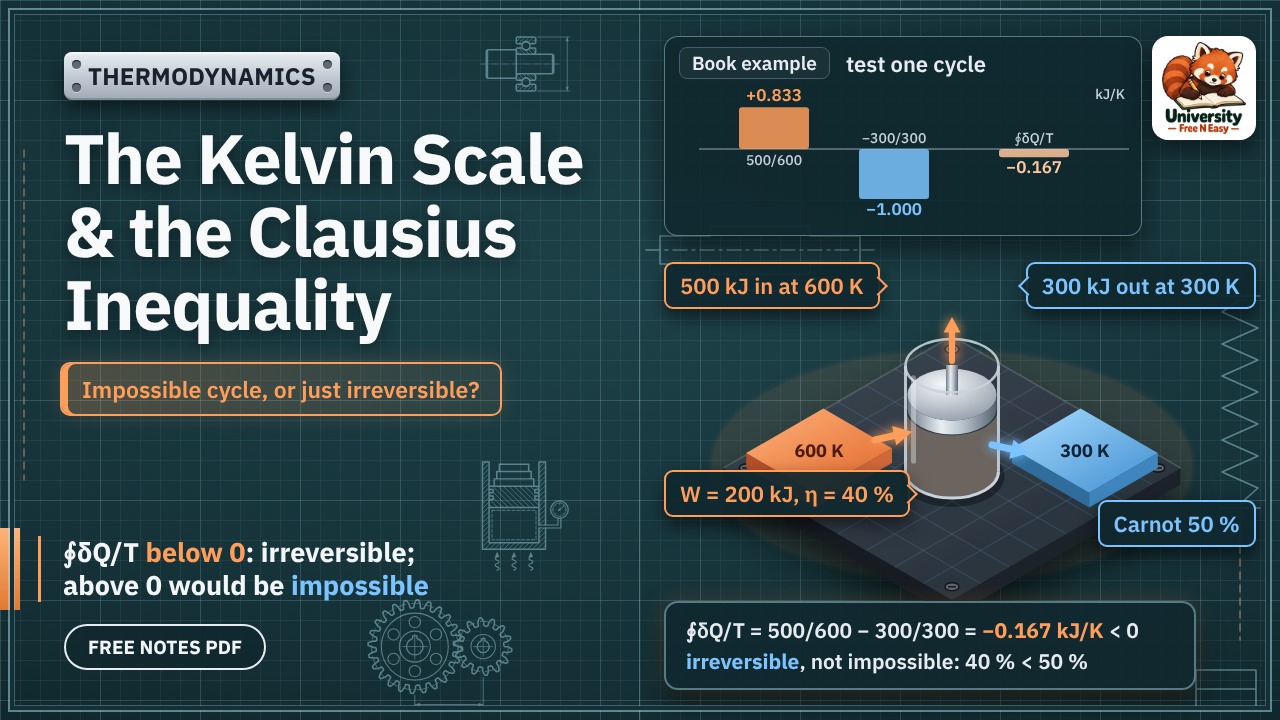 THERMODYNAMICS
The Kelvin Scale
& the Clausius
Inequality
Impossible cycle, or just irreversible?
∮δQ/T below 0: irreversible;
above 0 would be impossible
FREE NOTES PDF
Book example test one cycle
kJ/K
+0.833
500/600
−300/300
−1.000
∮δQ/T
−0.167
University
Free N Easy
500 kJ in at 600 K
300 kJ out at 300 K
600 K
300 K
W = 200 kJ, η = 40 %
Carnot 50 %
∮δQ/T = 500/600 − 300/300 = −0.167 kJ/K < 0
irreversible, not impossible: 40 % < 50 %